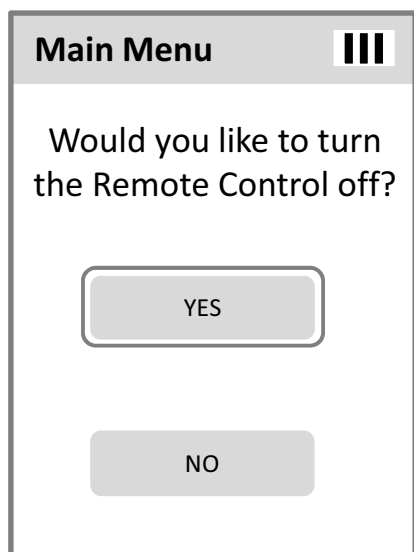 Main Menu
Would you like to turn
the Remote Control off?
YES
NO